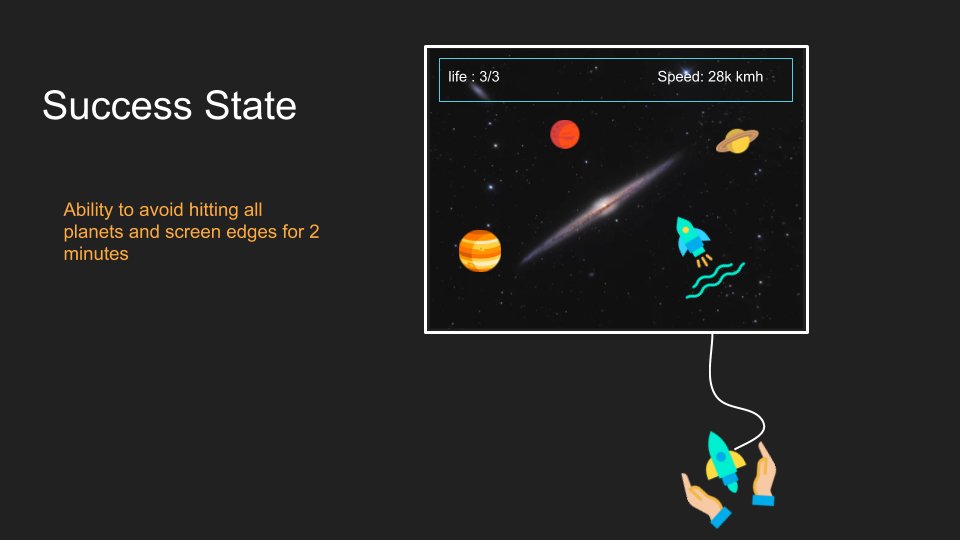 Success State
Ability to avoid hitting all
planets and screen edges for 2
minutes
life : 3/3
Speed: 28k kmh